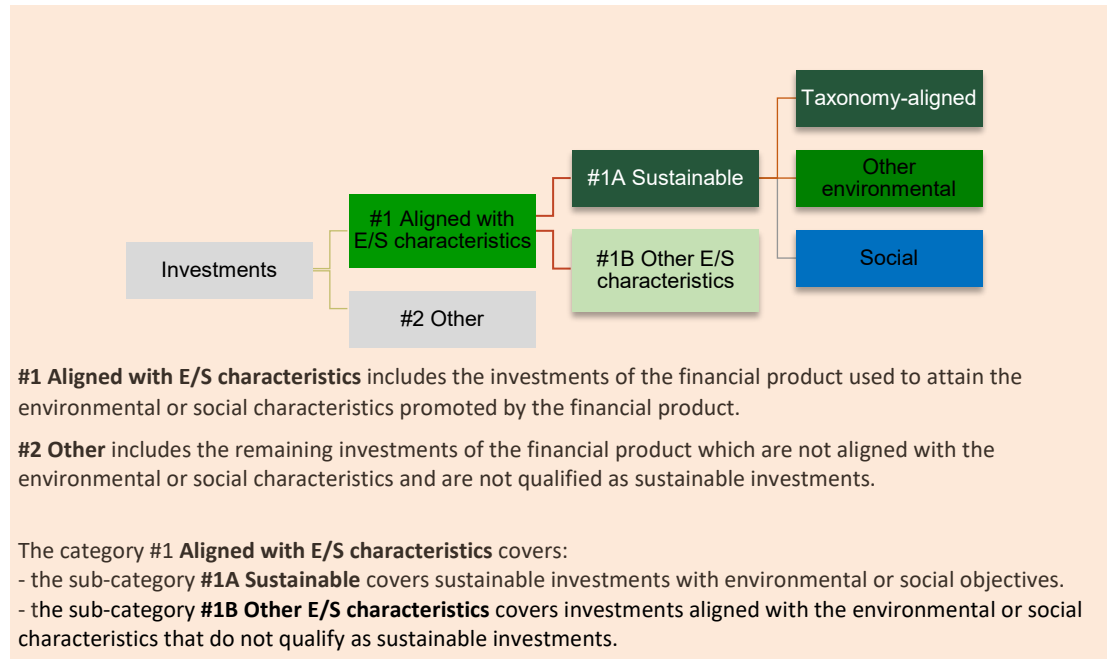 Taxonomy-aligned
#1A Sustainable
Other
environmental
#1 Aligned with
E/S characteristics
#1B Other E/S
characteristics
Social
Investments
#2 Other
#1 Aligned with E/S characteristics includes the investments of the financial product used to attain the
environmental or social characteristics promoted by the financial product.
#2 Other includes the remaining investments of the financial product which are not aligned with the
environmental or social characteristics and are not qualified as sustainable investments.
The category #1 Aligned with E/S characteristics covers:
- the sub-category #1A Sustainable covers sustainable investments with environmental or social objectives.
- the sub-category #1B Other E/S characteristics covers investments aligned with the environmental or social
characteristics that do not qualify as sustainable investments.